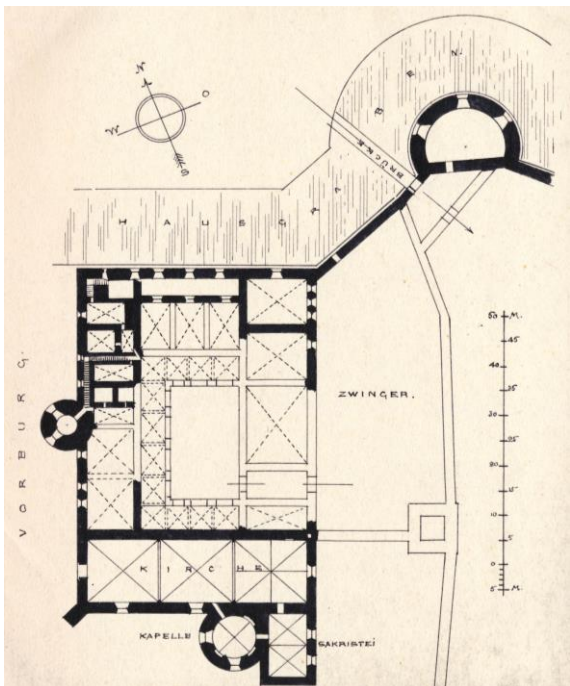 N
O
W
HAUSGRABEN
BRÜCKE
VORBURG.
ZWINGER.
50 M.
45
40
35
30
25
20
15
10
5
0
5 M.
KIRCHE
KAPELLE
SAKRISTEI